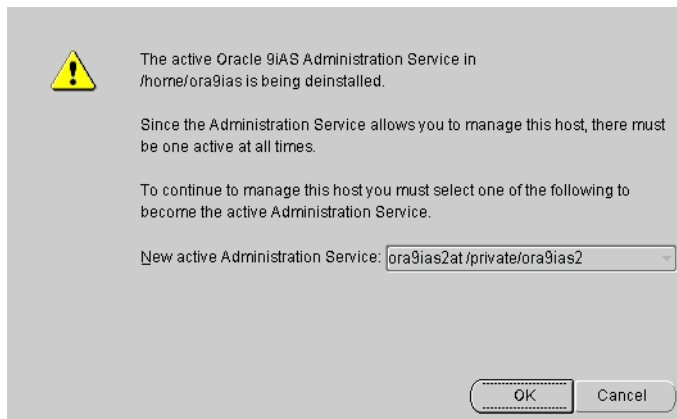 The active Oracle 9iAS Administration Service in
/home/ora9ias is being deinstalled.
Since the Administration Service allows you to manage this host, there must
be one active at all times.
To continue to manage this host you must select one of the following to
become the active Administration Service.
New active Administration Service: ora9ias2at /private/ora9ias2
OK Cancel